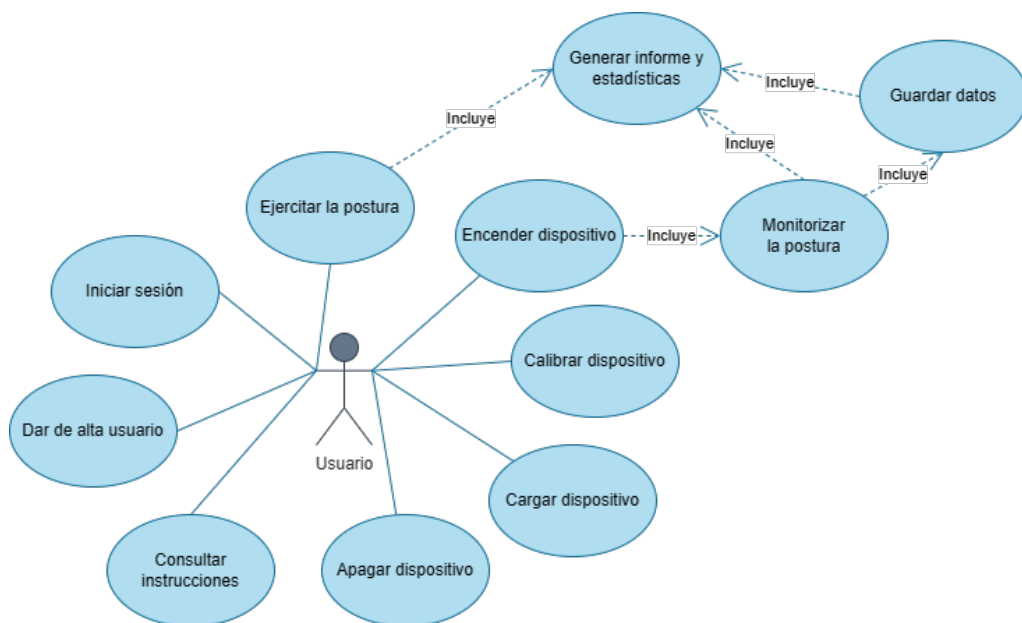 Generar informe y
estadísticas
Incluye
Guardar datos
Incluye
Incluye
Incluye
Ejercitar la postura
Encender dispositivo
Incluye
Monitorizar
la postura
Iniciar sesión
Calibrar dispositivo
Dar de alta usuario
Usuario
Cargar dispositivo
Consultar
instrucciones
Apagar dispositivo